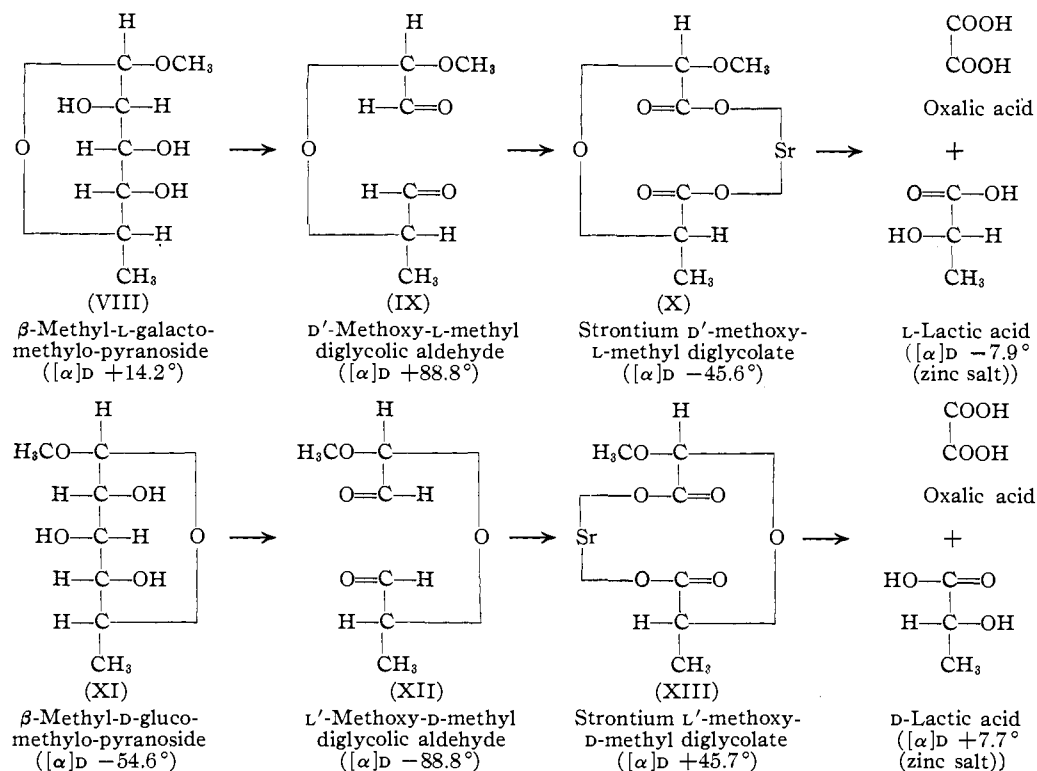 H H H COOH
C—OCH₃ C—OCH₃ C—OCH₃ COOH
HO—C—H H—C=O O=C—O Oxalic acid
O H—C—OH O O Sr +
H—C—OH H—C=O O=C—O O=C—OH
C—H C—H C—H HO—C—H
CH₃ CH₃ CH₃ CH₃
(VIII) (IX) (X)
β-Methyl-L-galacto- D′-Methoxy-L-methyl Strontium D′-methoxy- L-Lactic acid
methylo-pyranoside diglycolic aldehyde L-methyl diglycolate ([α]D −7.9°
([α]D +14.2°) ([α]D +88.8°) ([α]D −45.6°) (zinc salt))
H H H COOH
H₃CO—C H₃CO—C H₃CO—C COOH
H—C—OH O=C—H O—C=O Oxalic acid
HO—C—H O O Sr O +
H—C—OH O=C—H O—C=O HO—C=O
H—C H—C H—C H—C—OH
CH₃ CH₃ CH₃ CH₃
(XI) (XII) (XIII)
β-Methyl-D-gluco- L′-Methoxy-D-methyl Strontium L′-methoxy- D-Lactic acid
methylo-pyranoside diglycolic aldehyde D-methyl diglycolate ([α]D +7.7°
([α]D −54.6°) ([α]D −88.8°) ([α]D +45.7°) (zinc salt))